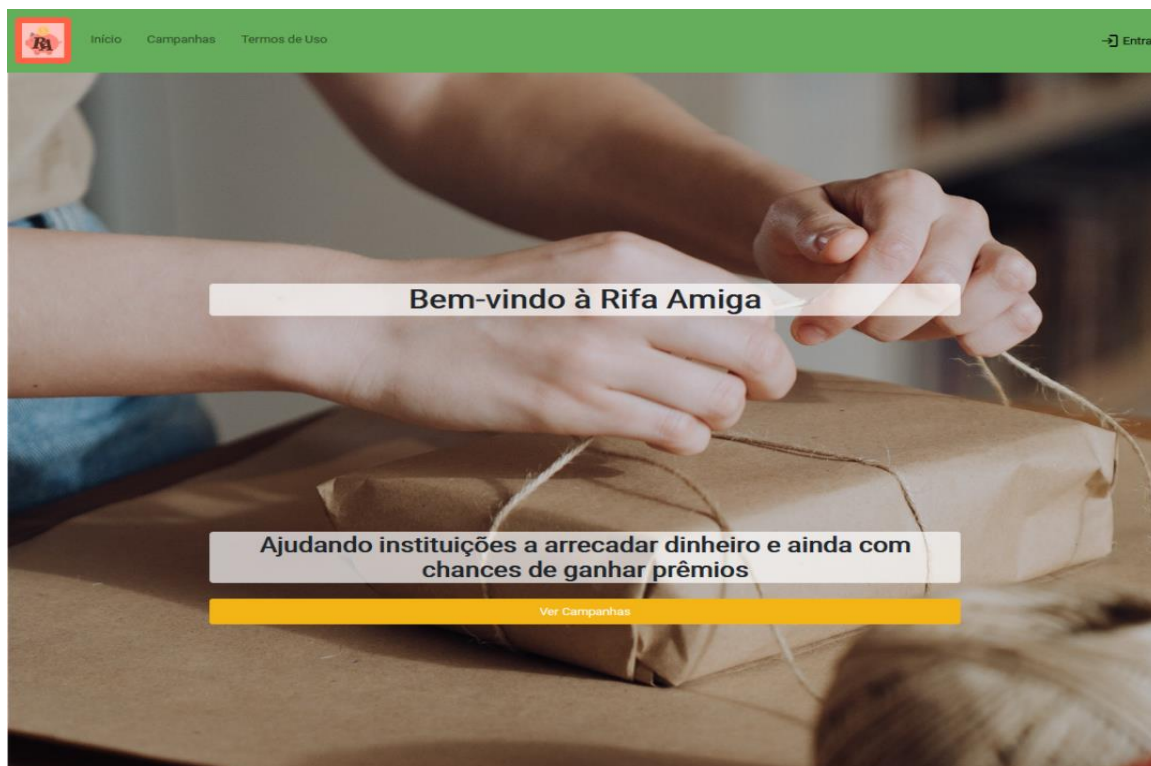 RA
Início Campanhas Termos de Uso
Entra
Bem-vindo à Rifa Amiga
Ajudando instituições a arrecadar dinheiro e ainda com
chances de ganhar prêmios
Ver Campanhas